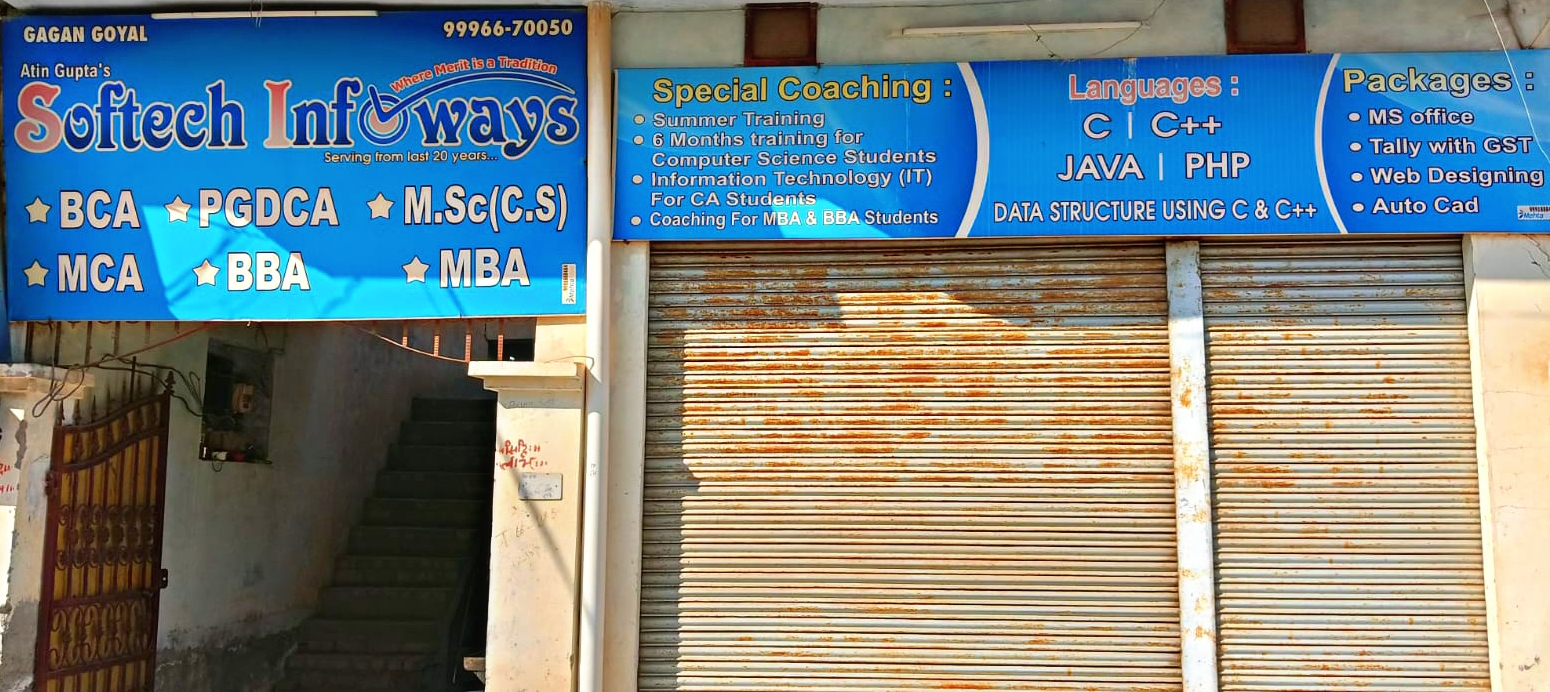 GAGAN GOYAL
99966-70050
Atin Gupta's
Where Merit is a Tradition
Softech Infoways
Serving from last 20 years...
BCA PGDCA M.Sc(C.S)
MCA BBA MBA
Special Coaching :
• Summer Training
• 6 Months training for
Computer Science Students
• Information Technology (IT)
For CA Students
• Coaching For MBA & BBA Students
Languages :
C | C++
JAVA | PHP
DATA STRUCTURE USING C & C++
Packages :
• MS office
• Tally with GST
• Web Designing
• Auto Cad
Mehta